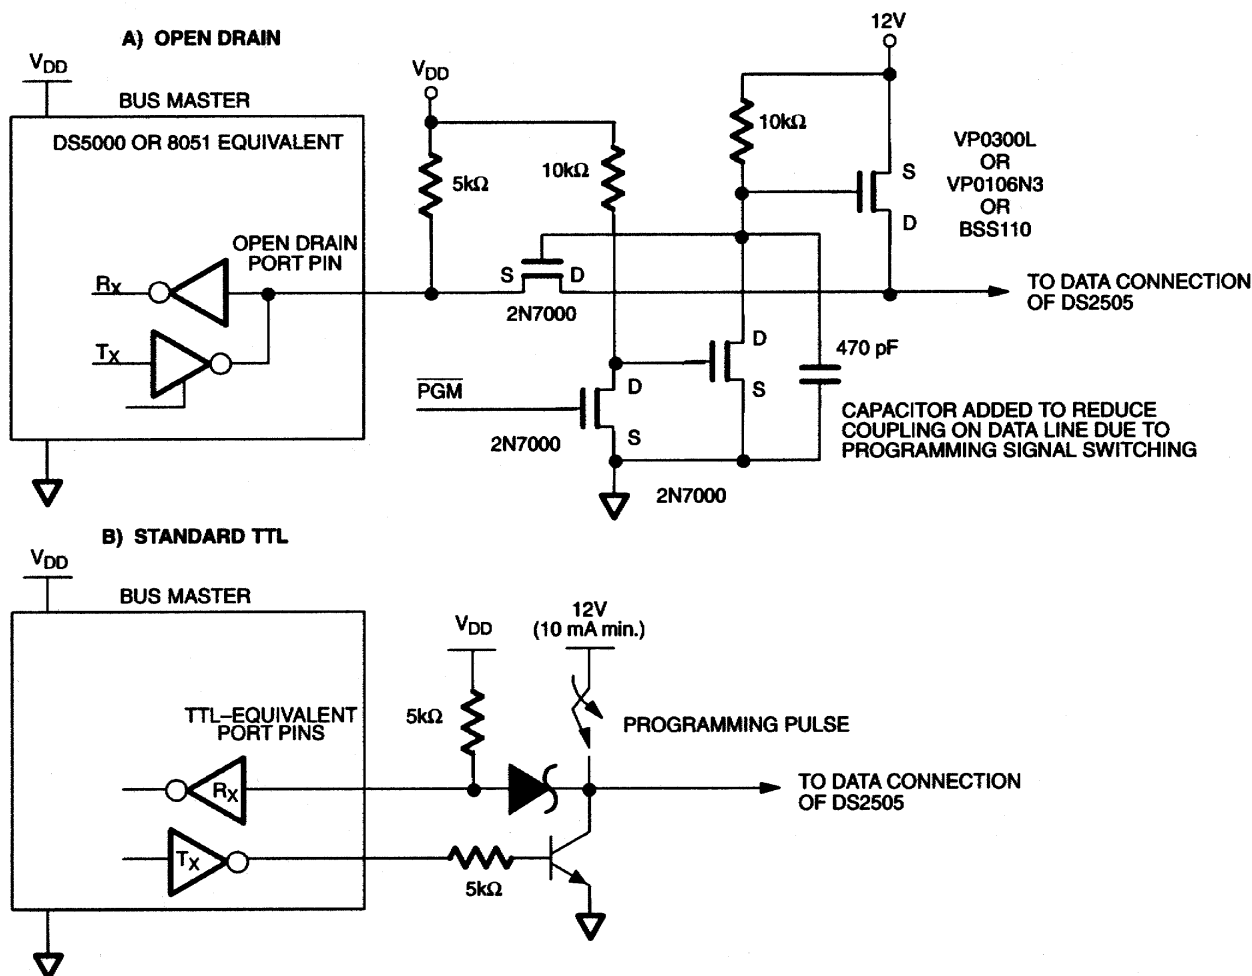 A) OPEN DRAIN
VDD
BUS MASTER
DS5000 OR 8051 EQUIVALENT
OPEN DRAIN
PORT PIN
RX
TX
VDD
5kΩ
10kΩ
S D
2N7000
PGM
2N7000
D
S
12V
10kΩ
S
D
VP0300L
OR
VP0106N3
OR
BSS110
TO DATA CONNECTION
OF DS2505
D
S
2N7000
470 pF
CAPACITOR ADDED TO REDUCE
COUPLING ON DATA LINE DUE TO
PROGRAMMING SIGNAL SWITCHING
B) STANDARD TTL
VDD
BUS MASTER
TTL–EQUIVALENT
PORT PINS
RX
TX
VDD
5kΩ
5kΩ
12V
(10 mA min.)
PROGRAMMING PULSE
TO DATA CONNECTION
OF DS2505